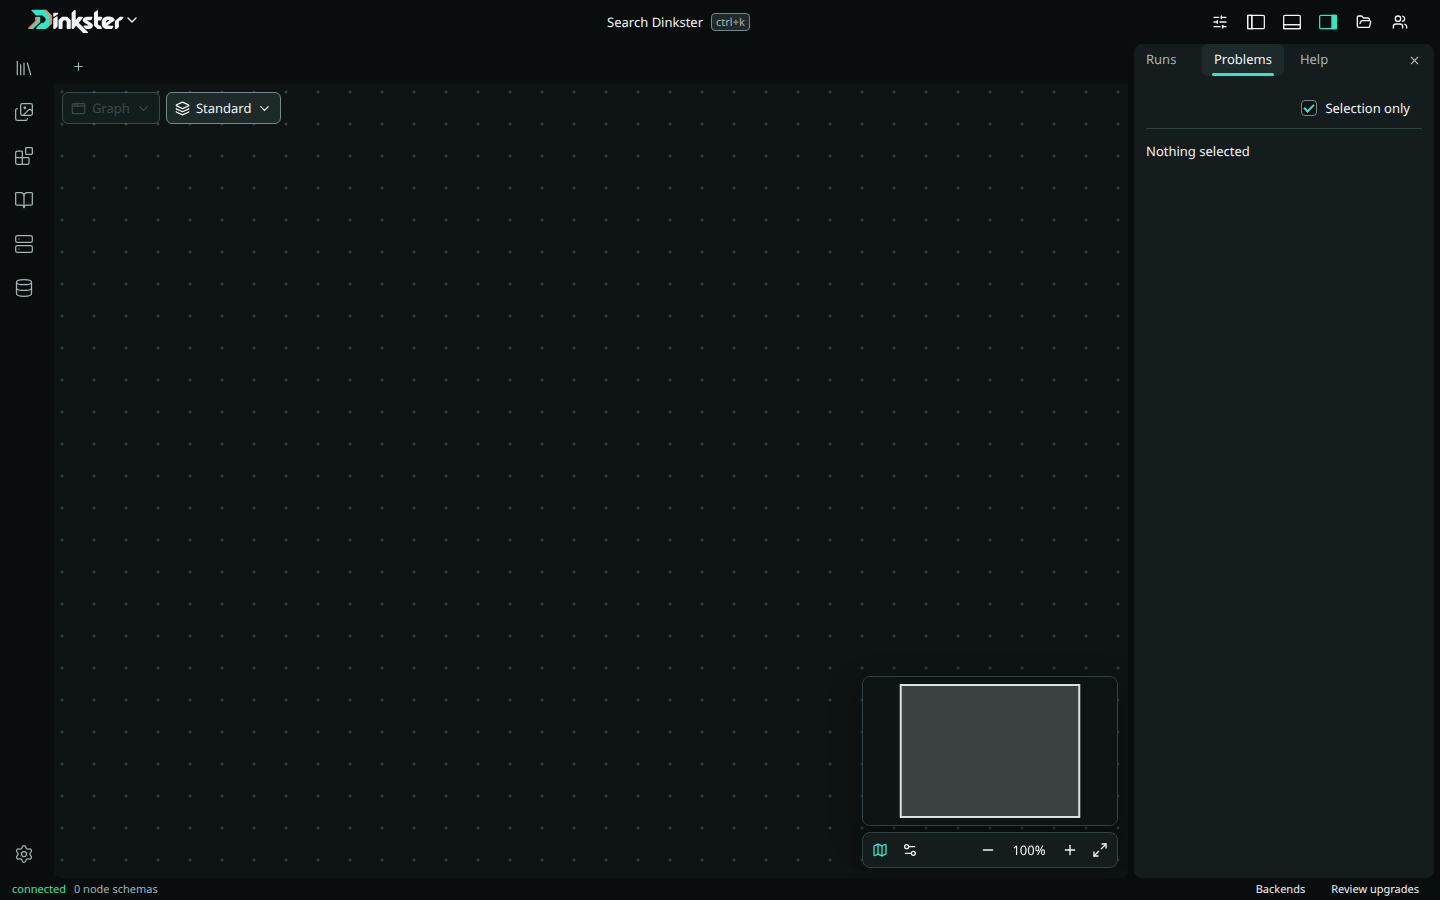 Dinkster
Search Dinkster ctrl+k
Runs Problems Help
Graph Standard
Selection only
Nothing selected
100%
connected 0 node schemas
Backends Review upgrades